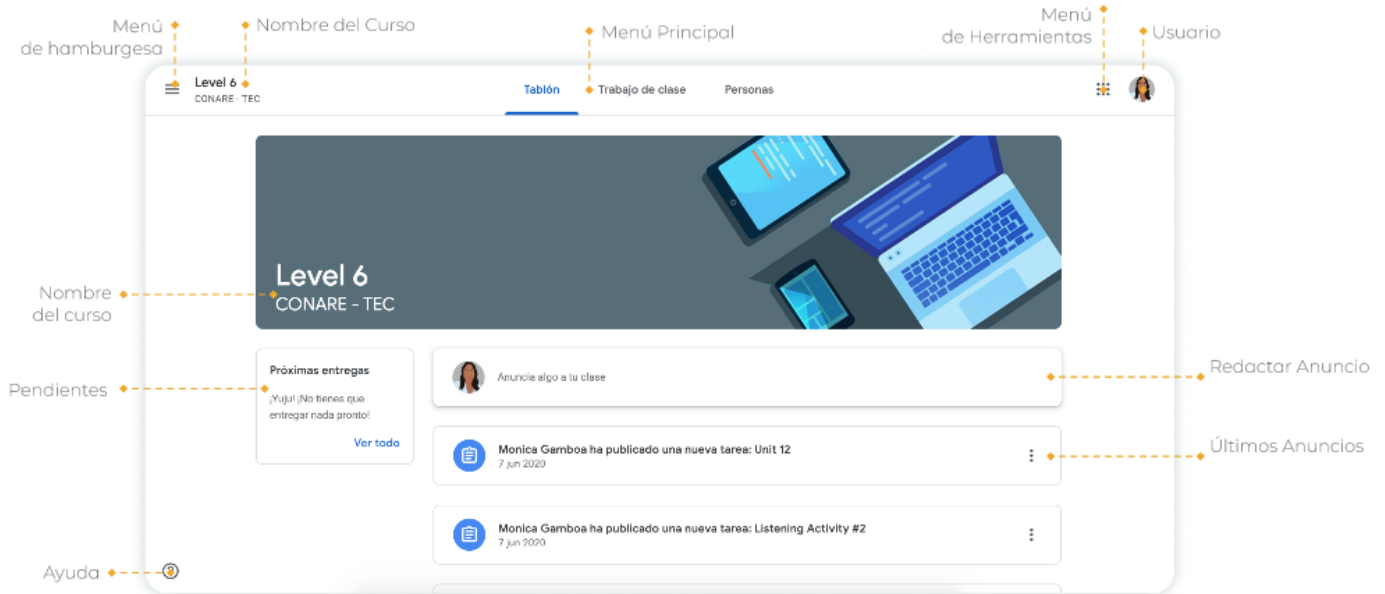 Menú
de hamburgesa
Nombre del Curso
Menú Principal
Menú
de Herramientas
Usuario
Level 6
CONARE - TEC
Tablón
Trabajo de clase
Personas
Level 6
CONARE - TEC
Nombre
del curso
Pendientes
Próximas entregas
¡Yuju! ¡No tienes que
entregar nada pronto!
Ver todo
Anuncia algo a tu clase
Redactar Anuncio
Monica Gamboa ha publicado una nueva tarea: Unit 12
7 jun 2020
Últimos Anuncios
Monica Gamboa ha publicado una nueva tarea: Listening Activity #2
7 jun 2020
Ayuda